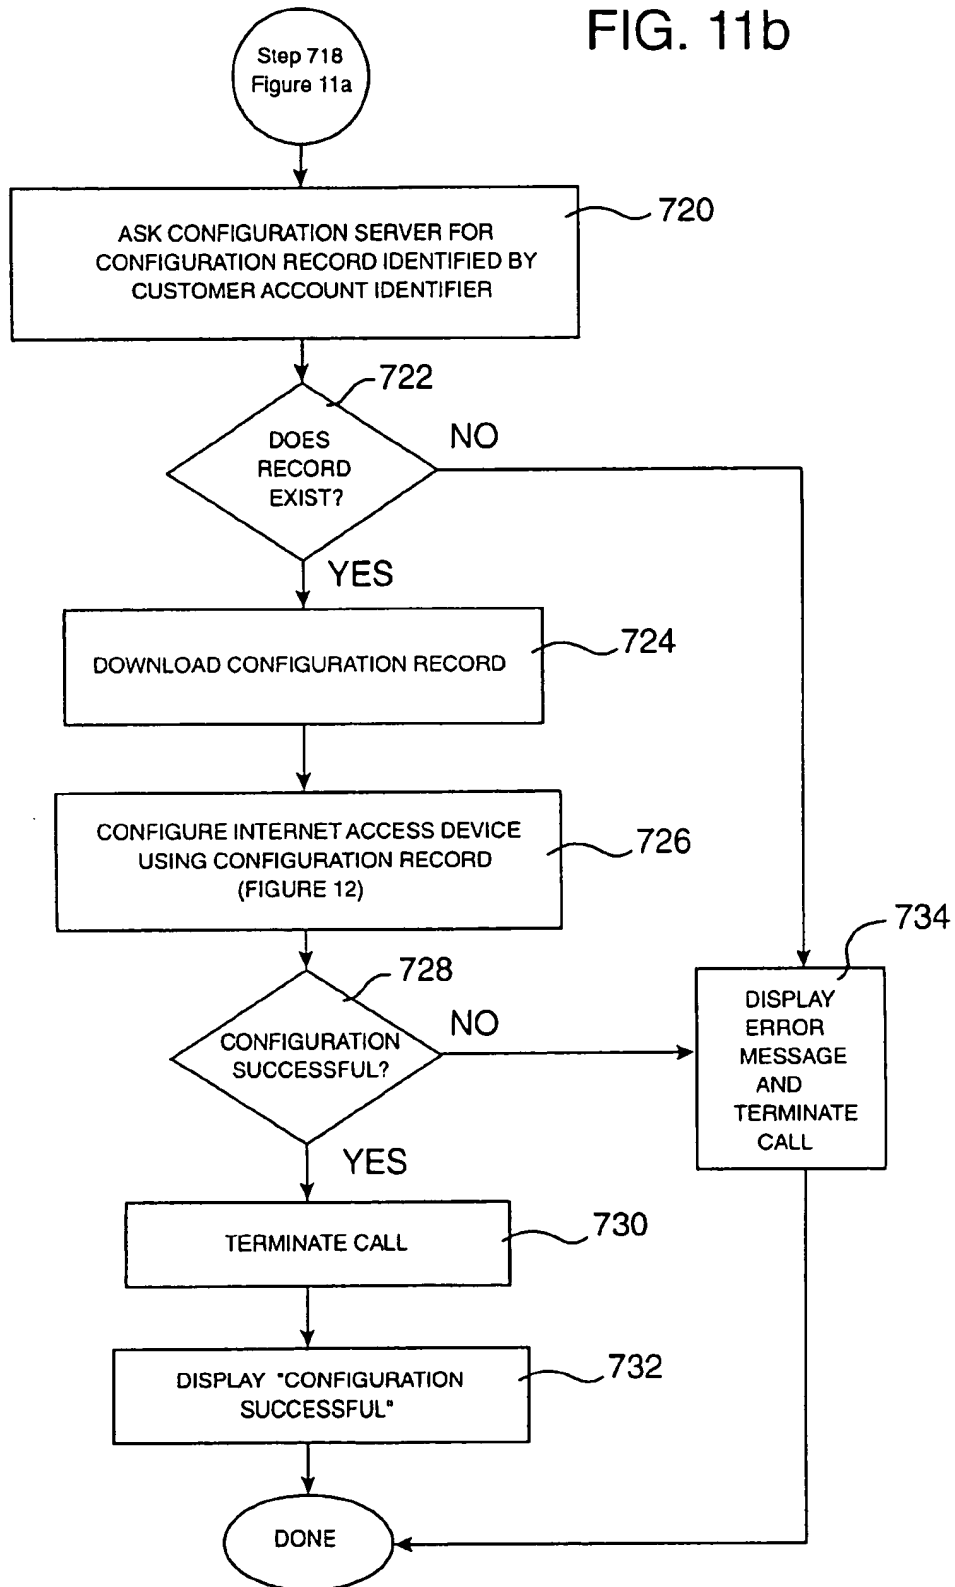 FIG. 11b
Step 718
Figure 11a
720
ASK CONFIGURATION SERVER FOR
CONFIGURATION RECORD IDENTIFIED BY
CUSTOMER ACCOUNT IDENTIFIER
722
DOES
RECORD
EXIST?
NO
YES
724
DOWNLOAD CONFIGURATION RECORD
726
CONFIGURE INTERNET ACCESS DEVICE
USING CONFIGURATION RECORD
(FIGURE 12)
728
CONFIGURATION
SUCCESSFUL?
NO
734
DISPLAY
ERROR
MESSAGE
AND
TERMINATE
CALL
YES
730
TERMINATE CALL
732
DISPLAY "CONFIGURATION
SUCCESSFUL"
DONE